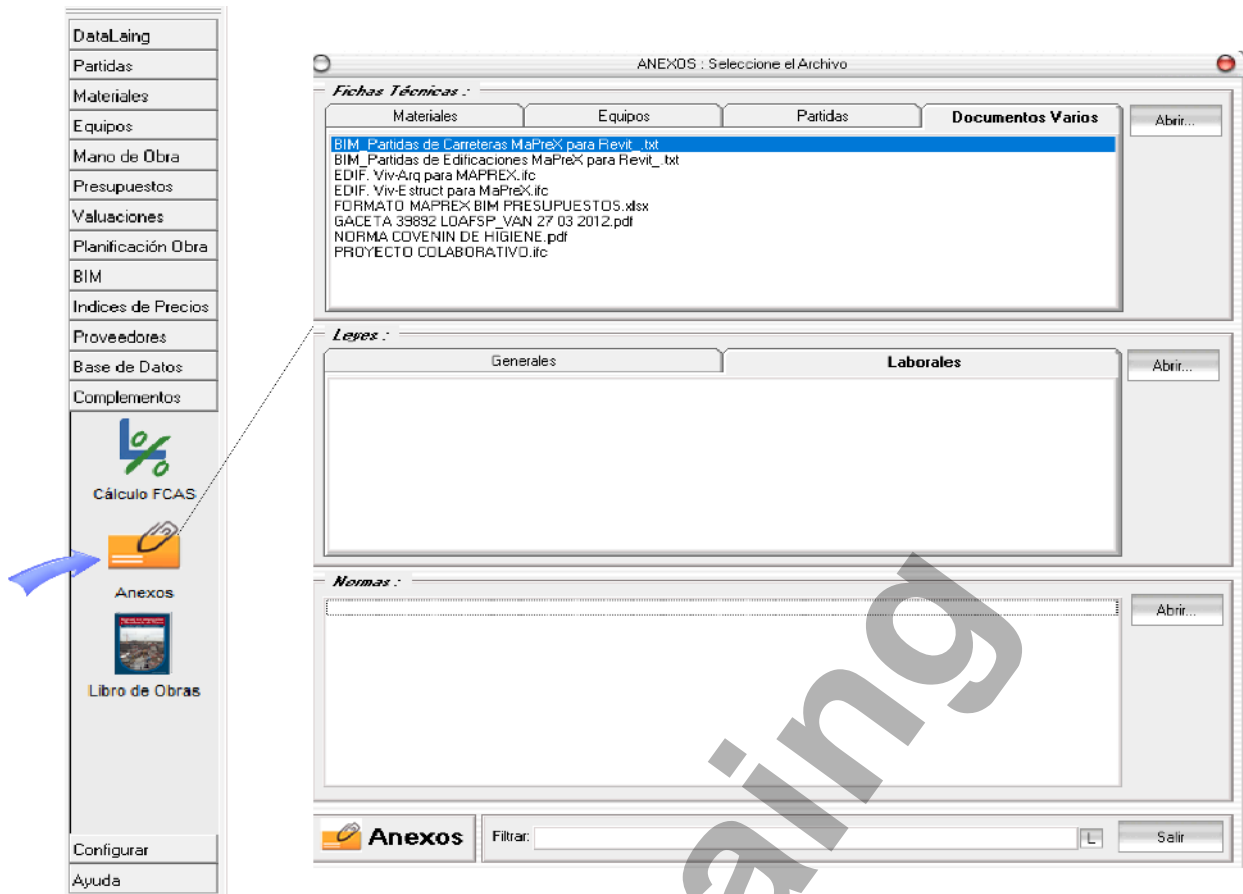 DataLaing
Partidas
Materiales
Equipos
Mano de Obra
Presupuestos
Valuaciones
Planificación Obra
BIM
Indices de Precios
Proveedores
Base de Datos
Complementos
Cálculo FCAS
Anexos
Libro de Obras
Configurar
Ayuda
ANEXOS : Seleccione el Archivo
Fichas Técnicas :
Materiales Equipos Partidas Documentos Varios
Abrir...
BIM_Partidas de Carreteras MaPreX para Revit_.txt
BIM_Partidas de Edificaciones MaPreX para Revit_.txt
EDIF. Viv-Arq para MAPREX.ifc
EDIF. Viv-Estruct para MaPreX.ifc
FORMATO MAPREX BIM PRESUPUESTOS.xlsx
GACETA 39892 LOAFSP_VAN 27 03 2012.pdf
NORMA COVENIN DE HIGIENE.pdf
PROYECTO COLABORATIVO.ifc
Leyes :
Generales Laborales
Abrir...
Normas :
Abrir...
Anexos Filtrar: L Salir
aing